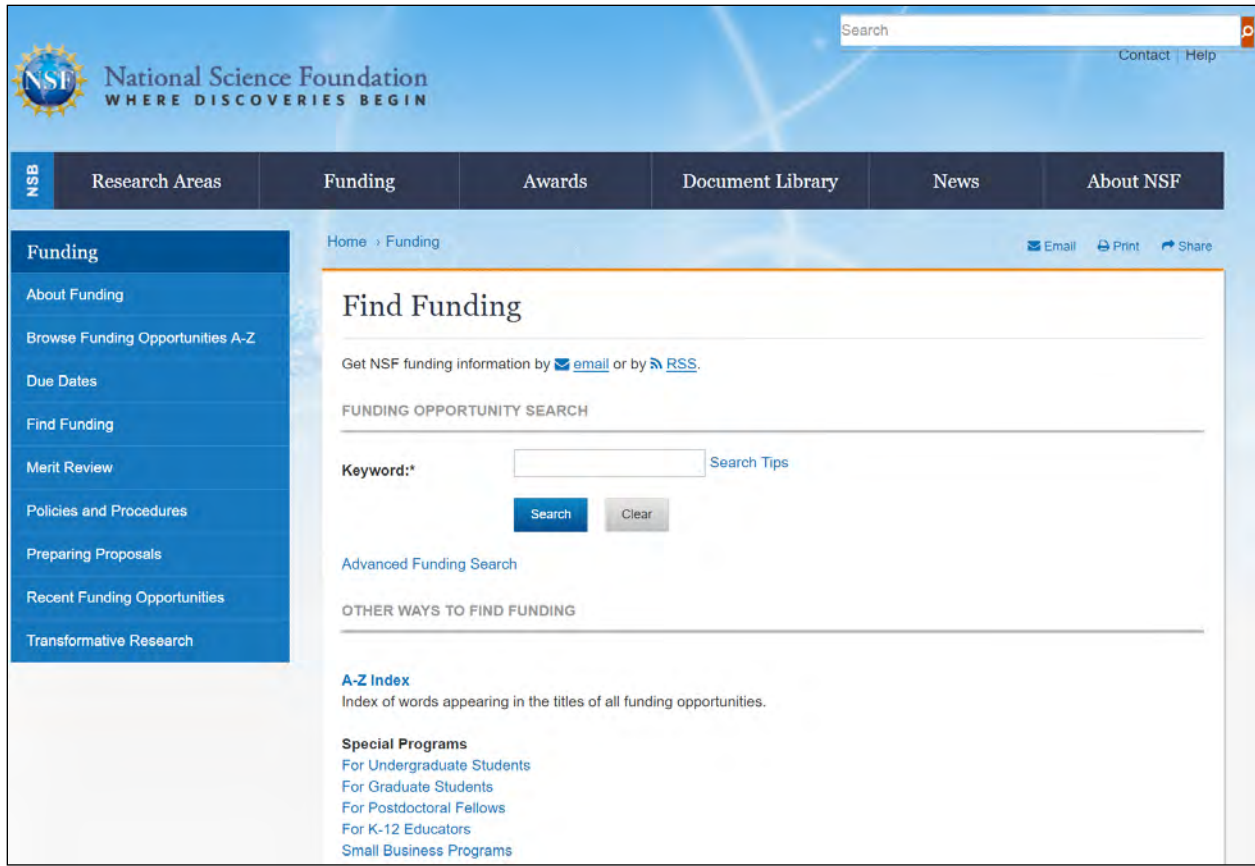 Search
Contact | Help
NSF
National Science Foundation
WHERE DISCOVERIES BEGIN
NSB
Research Areas
Funding
Awards
Document Library
News
About NSF
Funding
About Funding
Browse Funding Opportunities A-Z
Due Dates
Find Funding
Merit Review
Policies and Procedures
Preparing Proposals
Recent Funding Opportunities
Transformative Research
Home › Funding
Email Print Share
Find Funding
Get NSF funding information by email or by RSS.
FUNDING OPPORTUNITY SEARCH
Keyword:* Search Tips
Search Clear
Advanced Funding Search
OTHER WAYS TO FIND FUNDING
A-Z Index
Index of words appearing in the titles of all funding opportunities.
Special Programs
For Undergraduate Students
For Graduate Students
For Postdoctoral Fellows
For K-12 Educators
Small Business Programs